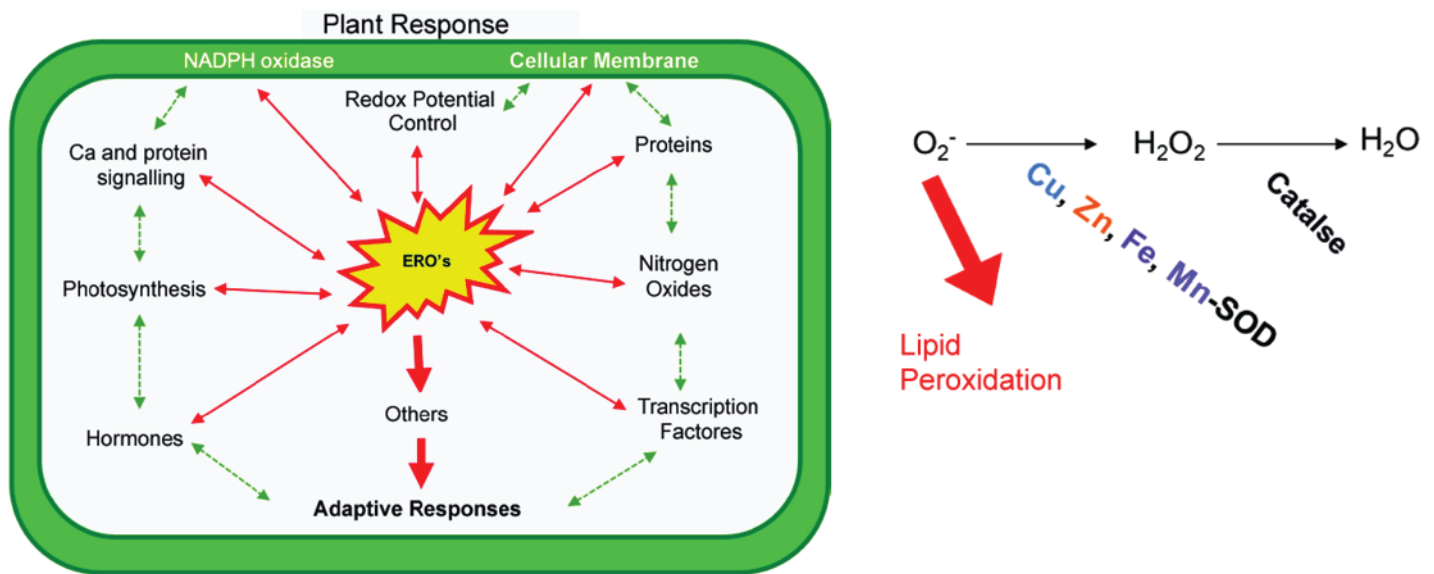 Plant Response
NADPH oxidase
Cellular Membrane
Redox Potential
Control
Ca and protein
signalling
Proteins
ERO's
Photosynthesis
Nitrogen
Oxides
Hormones
Others
Transcription
Factores
Adaptive Responses
O₂⁻
H₂O₂
H₂O
Cu, Zn, Fe, Mn-SOD
Catalse
Lipid
Peroxidation